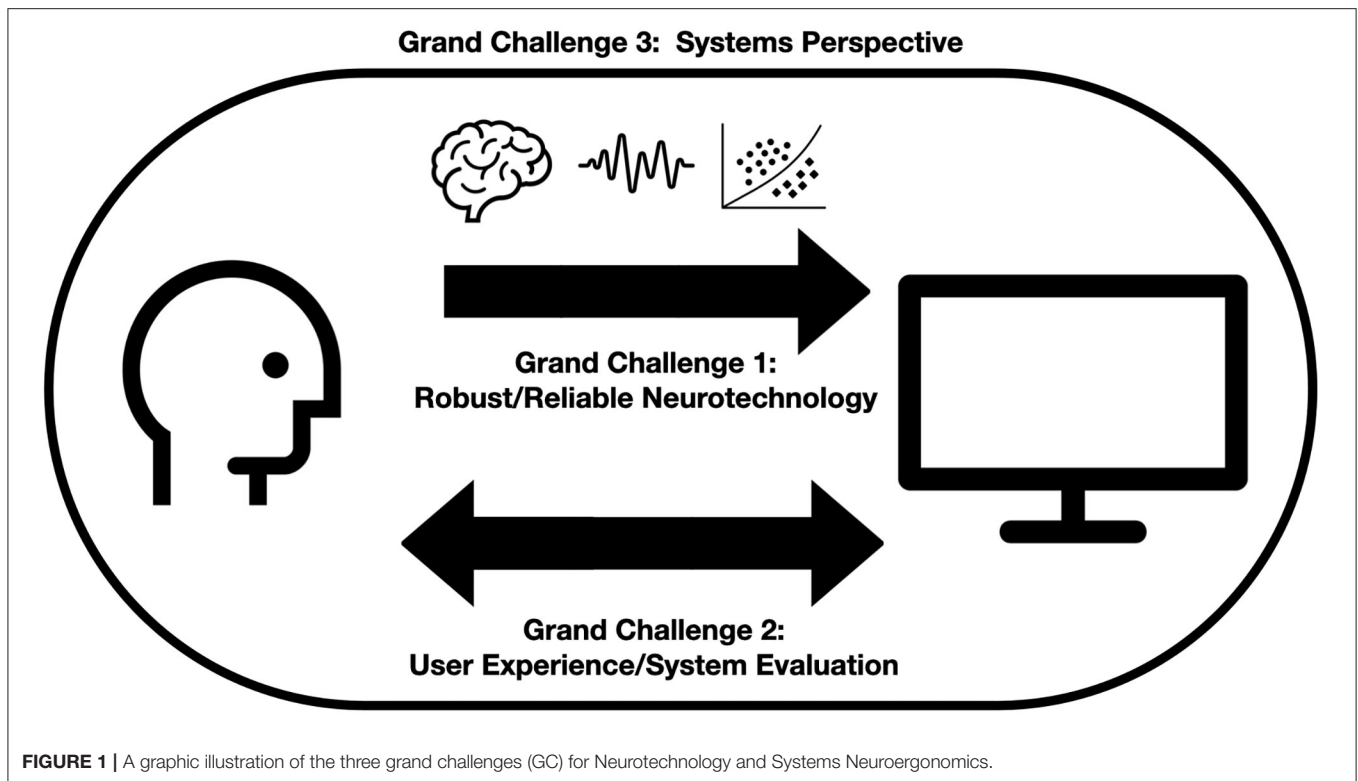 Grand Challenge 3: Systems Perspective
Grand Challenge 1:
Robust/Reliable Neurotechnology
Grand Challenge 2:
User Experience/System Evaluation
FIGURE 1 | A graphic illustration of the three grand challenges (GC) for Neurotechnology and Systems Neuroergonomics.